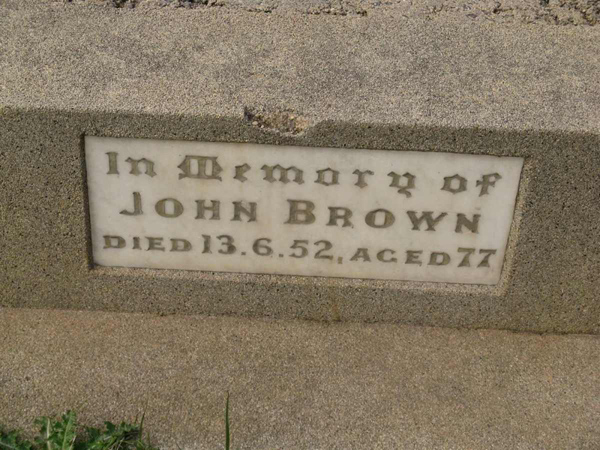 In Memory of
JOHN BROWN
DIED 13.6.52, AGED 77